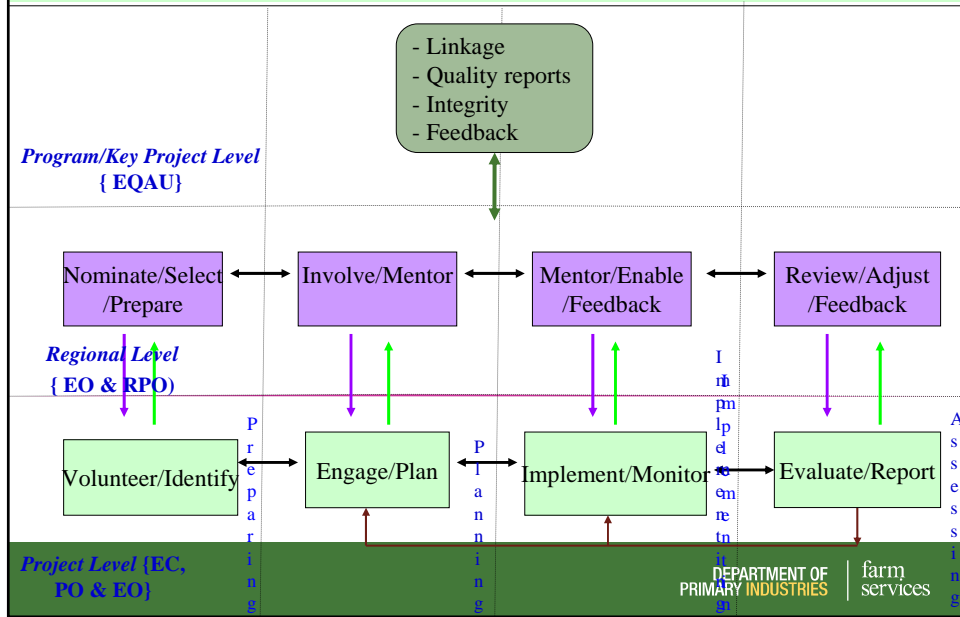 - Linkage
- Quality reports
- Integrity
- Feedback
Program/Key Project Level
{ EQAU}
Nominate/Select
/Prepare
Involve/Mentor
Mentor/Enable
/Feedback
Review/Adjust
/Feedback
Regional Level
{ EO & RPO)
Volunteer/Identify
Engage/Plan
Implement/Monitor
Evaluate/Report
Preparing
Planning
Assessing
Project Level {EC,
PO & EO}
DEPARTMENT OF
PRIMARY INDUSTRIES
farm
services